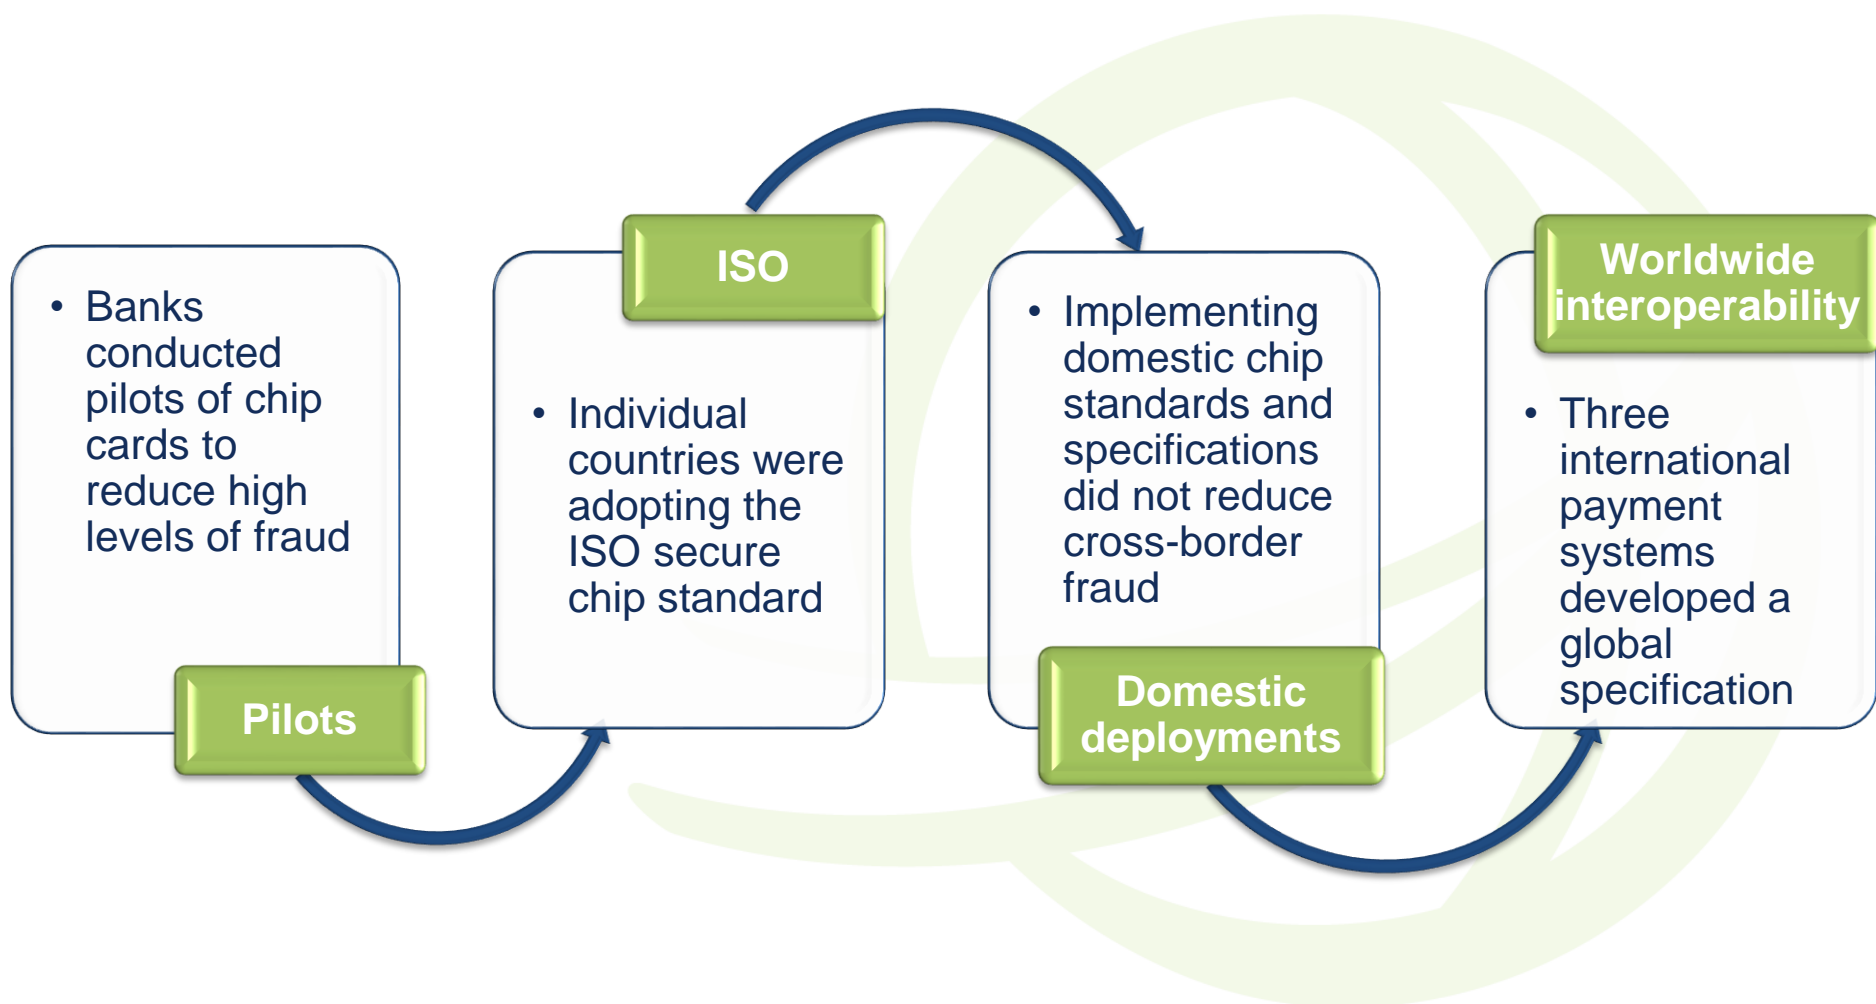 • Banks
conducted
pilots of chip
cards to
reduce high
levels of fraud
Pilots
ISO
• Individual
countries were
adopting the
ISO secure
chip standard
• Implementing
domestic chip
standards and
specifications
did not reduce
cross-border
fraud
Domestic
deployments
Worldwide
interoperability
• Three
international
payment
systems
developed a
global
specification